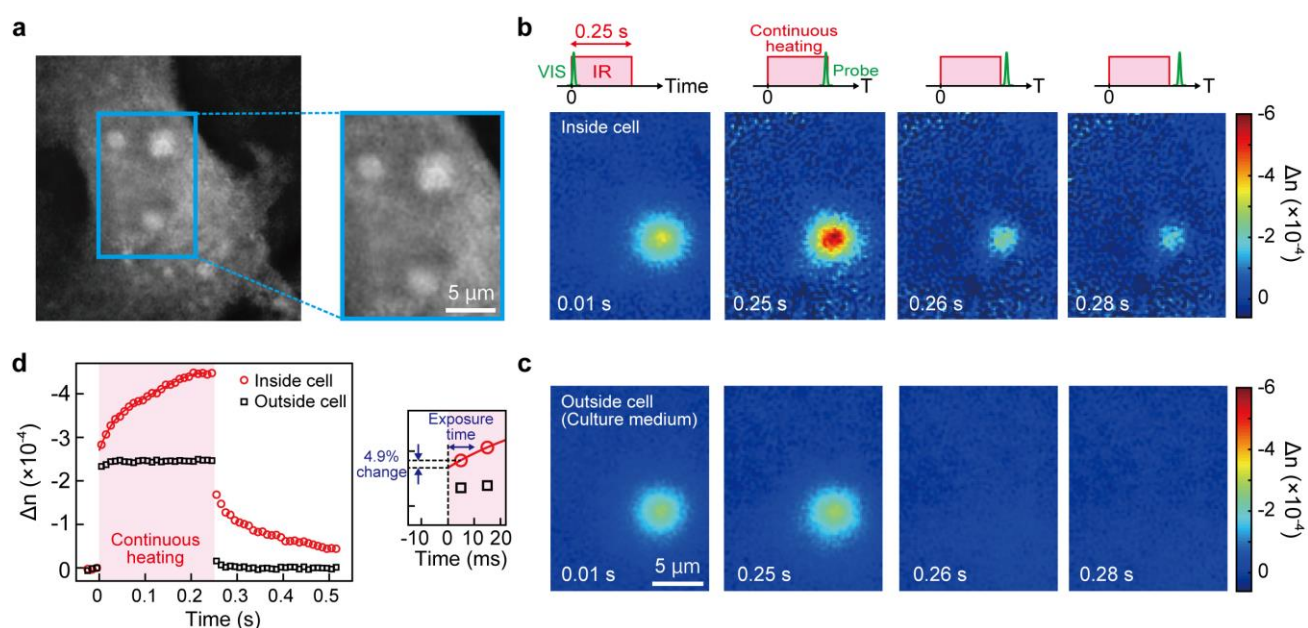 a
5 μm
b
0.25 s
VIS
IR
Time
0
Continuous
heating
Probe
T
0
T
0
T
0
Inside cell
0.01 s
0.25 s
0.26 s
0.28 s
-6
-4
-2
0
Δn (×10⁻⁴)
c
Outside cell
(Culture medium)
0.01 s
5 μm
0.25 s
0.26 s
0.28 s
-6
-4
-2
0
Δn (×10⁻⁴)
d
Δn (×10⁻⁴)
-4
-3
-2
-1
0
Inside cell
Outside cell
Continuous
heating
0 0.1 0.2 0.3 0.4 0.5
Time (s)
Exposure
time
4.9%
change
-10 0 10 20
Time (ms)